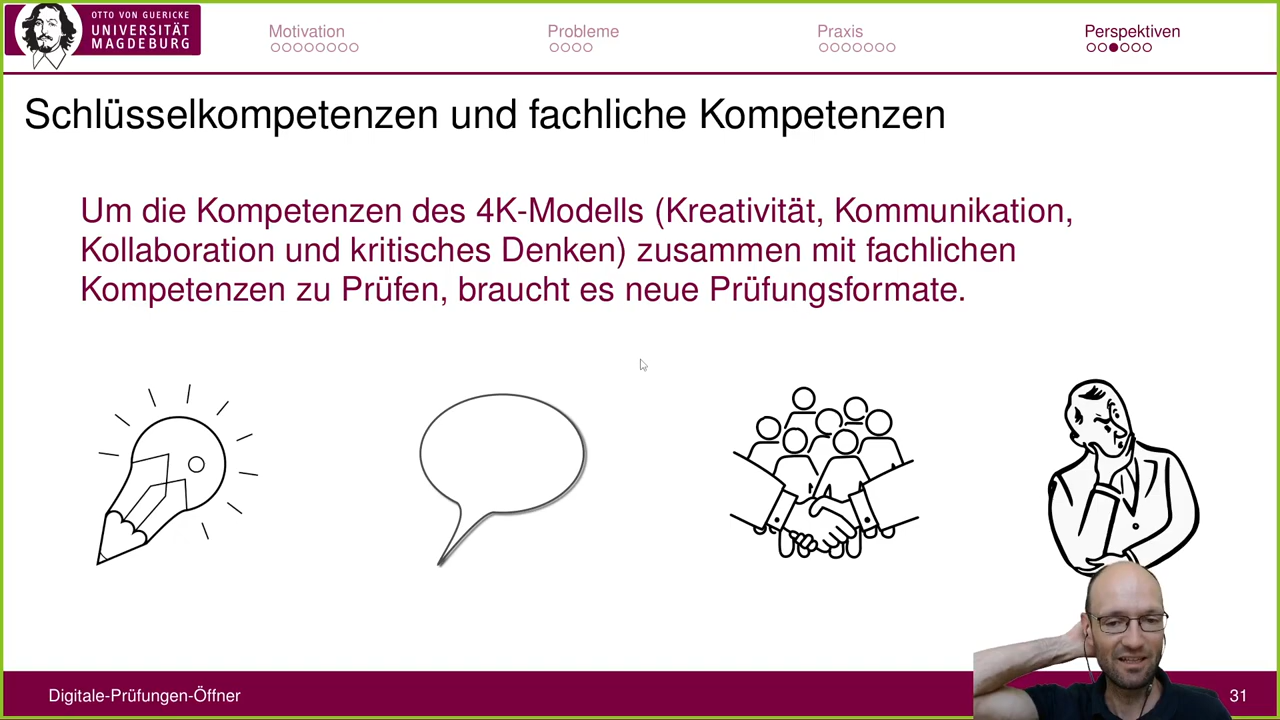 OTTO VON GUERICKE
UNIVERSITÄT
MAGDEBURG
Motivation
Probleme
Praxis
Perspektiven
Schlüsselkompetenzen und fachliche Kompetenzen
Um die Kompetenzen des 4K-Modells (Kreativität, Kommunikation,
Kollaboration und kritisches Denken) zusammen mit fachlichen
Kompetenzen zu Prüfen, braucht es neue Prüfungsformate.
Digitale-Prüfungen-Öffner
31